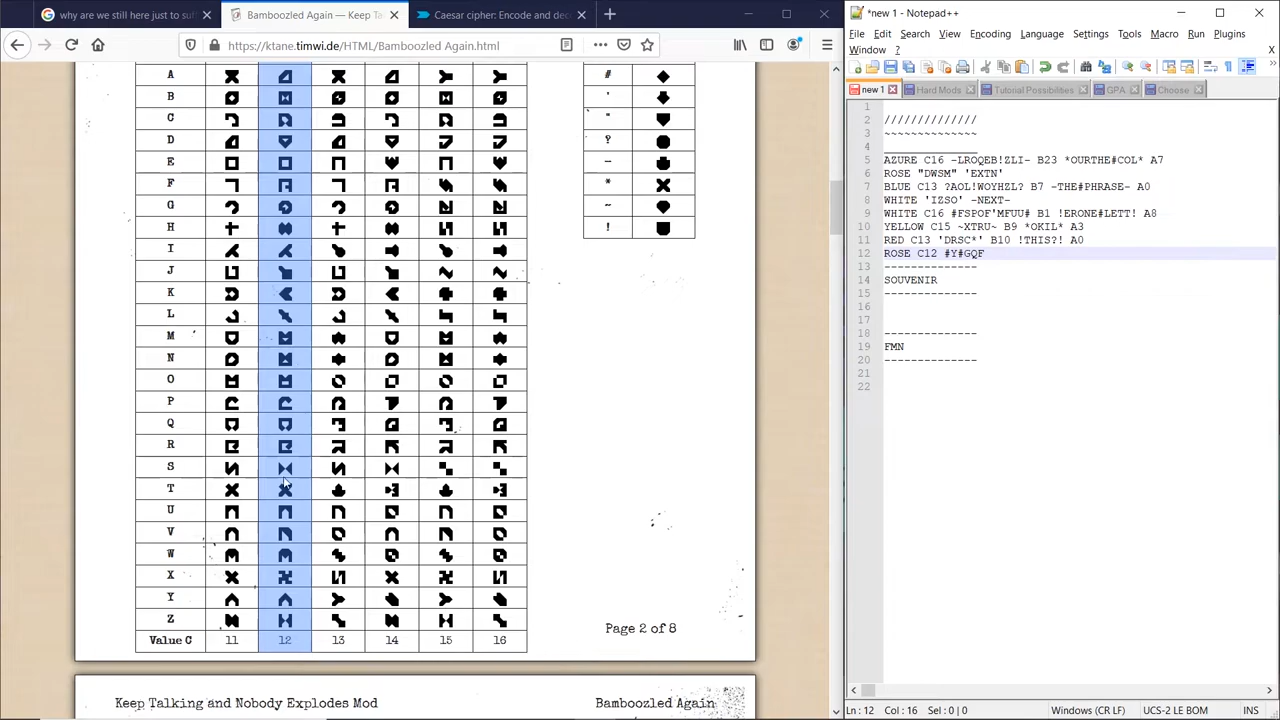 why are we still here just to suf
Bamboozled Again — Keep Ta
Caesar cipher: Encode and dec
https://ktane.timwi.de/HTML/Bamboozled Again.html
A #
B '
"
D ?
E –
F *
G ~
H !
I
J
K
L
M
N
O
P
Q
R
S
T
U
V
W
X
Y
Z
Value C 11 12 13 14 15 16
Page 2 of 8
Keep Talking and Nobody Explodes Mod
Bamboozled Again
*new 1 - Notepad++
File Edit Search View Encoding Language Settings Tools Macro Run Plugins
Window ?
new 1 Hard Mods Tutorial Possibilities GPA Choose
1
2 //////////////
3 ~~~~~~~~~~~~~~
4 ______________
5 AZURE C16 -LROQEB!ZLI- B23 *OURTHE#COL* A7
6 ROSE "DWSM" 'EXTN'
7 BLUE C13 ?AOL!WOYHZL? B7 -THE#PHRASE- A0
8 WHITE 'IZSO' -NEXT-
9 WHITE C16 #FSPOF'MFUU# B1 !ERONE#LETT! A8
10 YELLOW C15 ~XTRU~ B9 *OKIL* A3
11 RED C13 'DRSC*' B10 !THIS?! A0
12 ROSE C12 #Y#GQF
13 --------------
14 SOUVENIR
15 --------------
16
17
18 --------------
19 FMN
20 --------------
21
22
Ln : 12 Col : 16 Sel : 0 | 0 Windows (CR LF) UCS-2 LE BOM INS